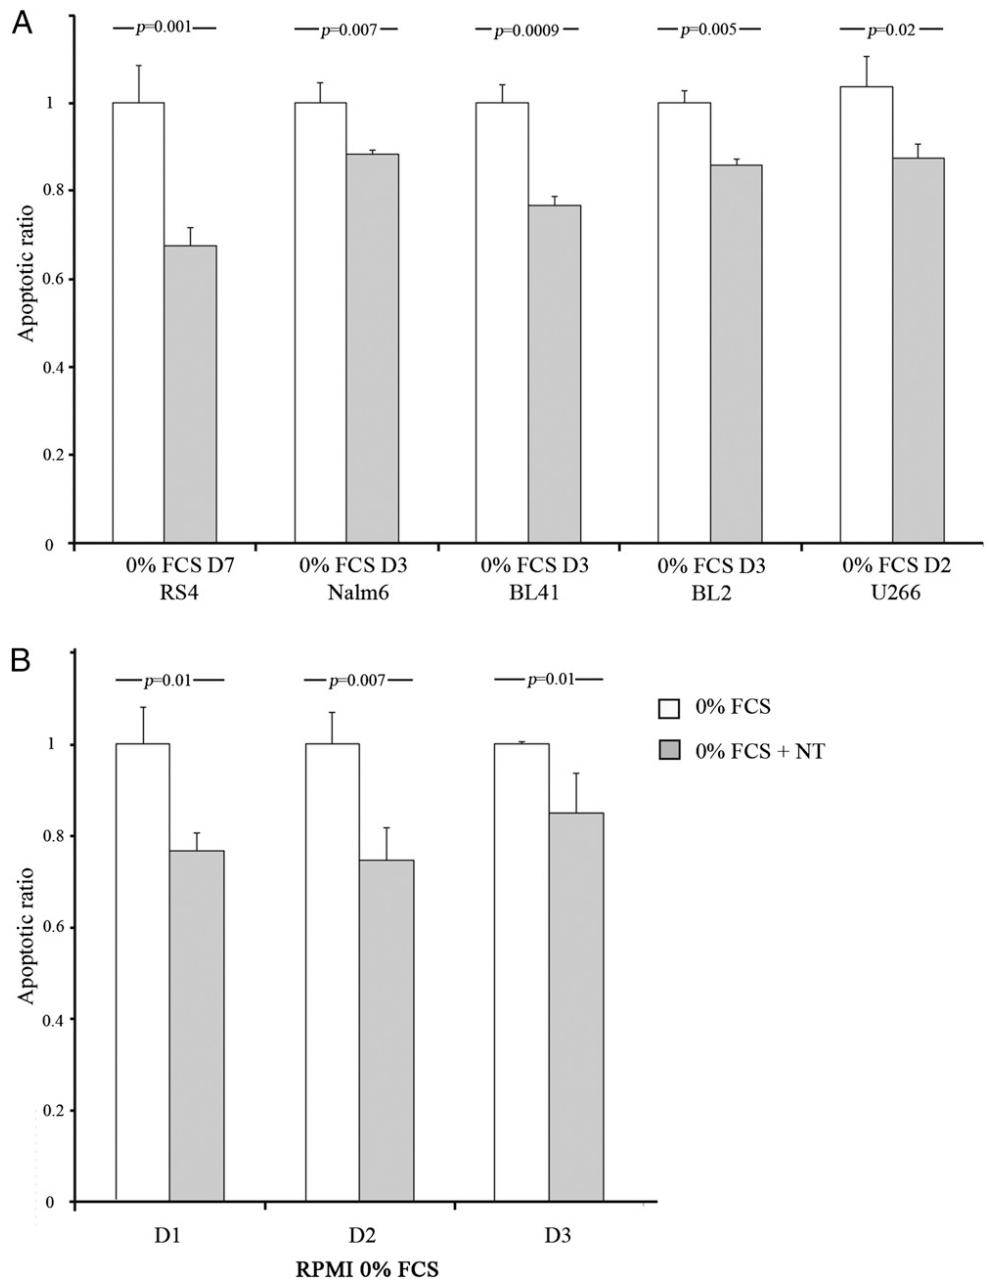 A
p=0.001 p=0.007 p=0.0009 p=0.005 p=0.02
1
0.8
0.6
0.4
0.2
0
Apoptotic ratio
0% FCS D7 0% FCS D3 0% FCS D3 0% FCS D3 0% FCS D2
RS4 Nalm6 BL41 BL2 U266
B
p=0.01 p=0.007 p=0.01
0% FCS
0% FCS + NT
1
0.8
0.6
0.4
0.2
0
Apoptotic ratio
D1 D2 D3
RPMI 0% FCS